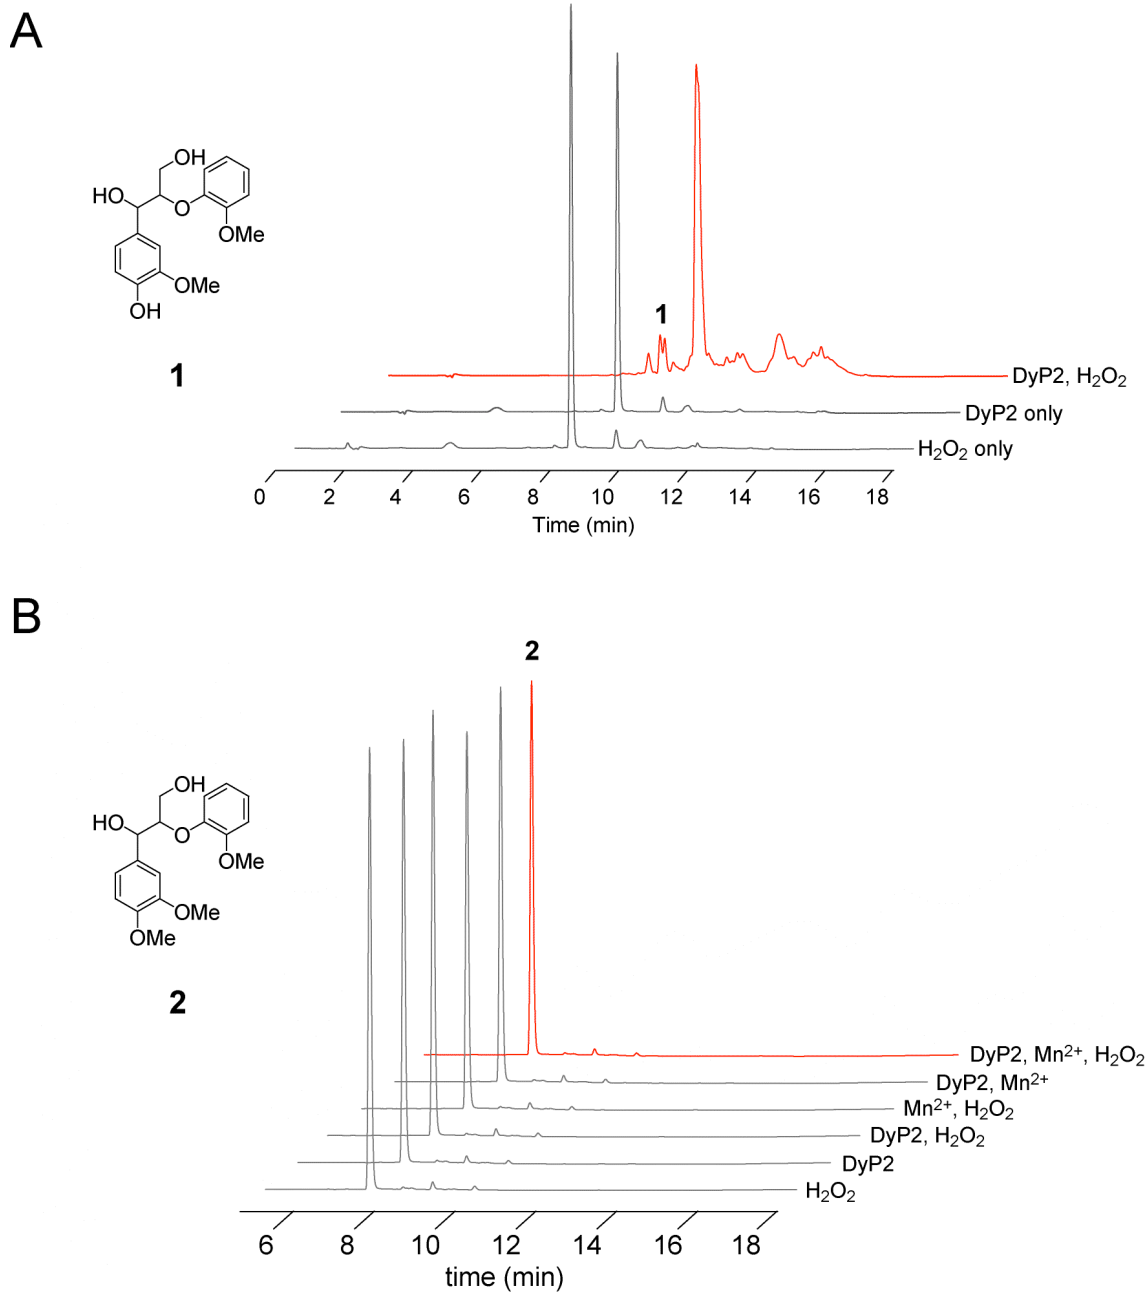 A
OH
HO
O
OMe
OMe
OH
1
1
DyP2, H₂O₂
DyP2 only
H₂O₂ only
0 2 4 6 8 10 12 14 16 18
Time (min)
B
2
OH
HO
O
OMe
OMe
OMe
2
DyP2, Mn²⁺, H₂O₂
DyP2, Mn²⁺
Mn²⁺, H₂O₂
DyP2, H₂O₂
DyP2
H₂O₂
6 8 10 12 14 16 18
time (min)